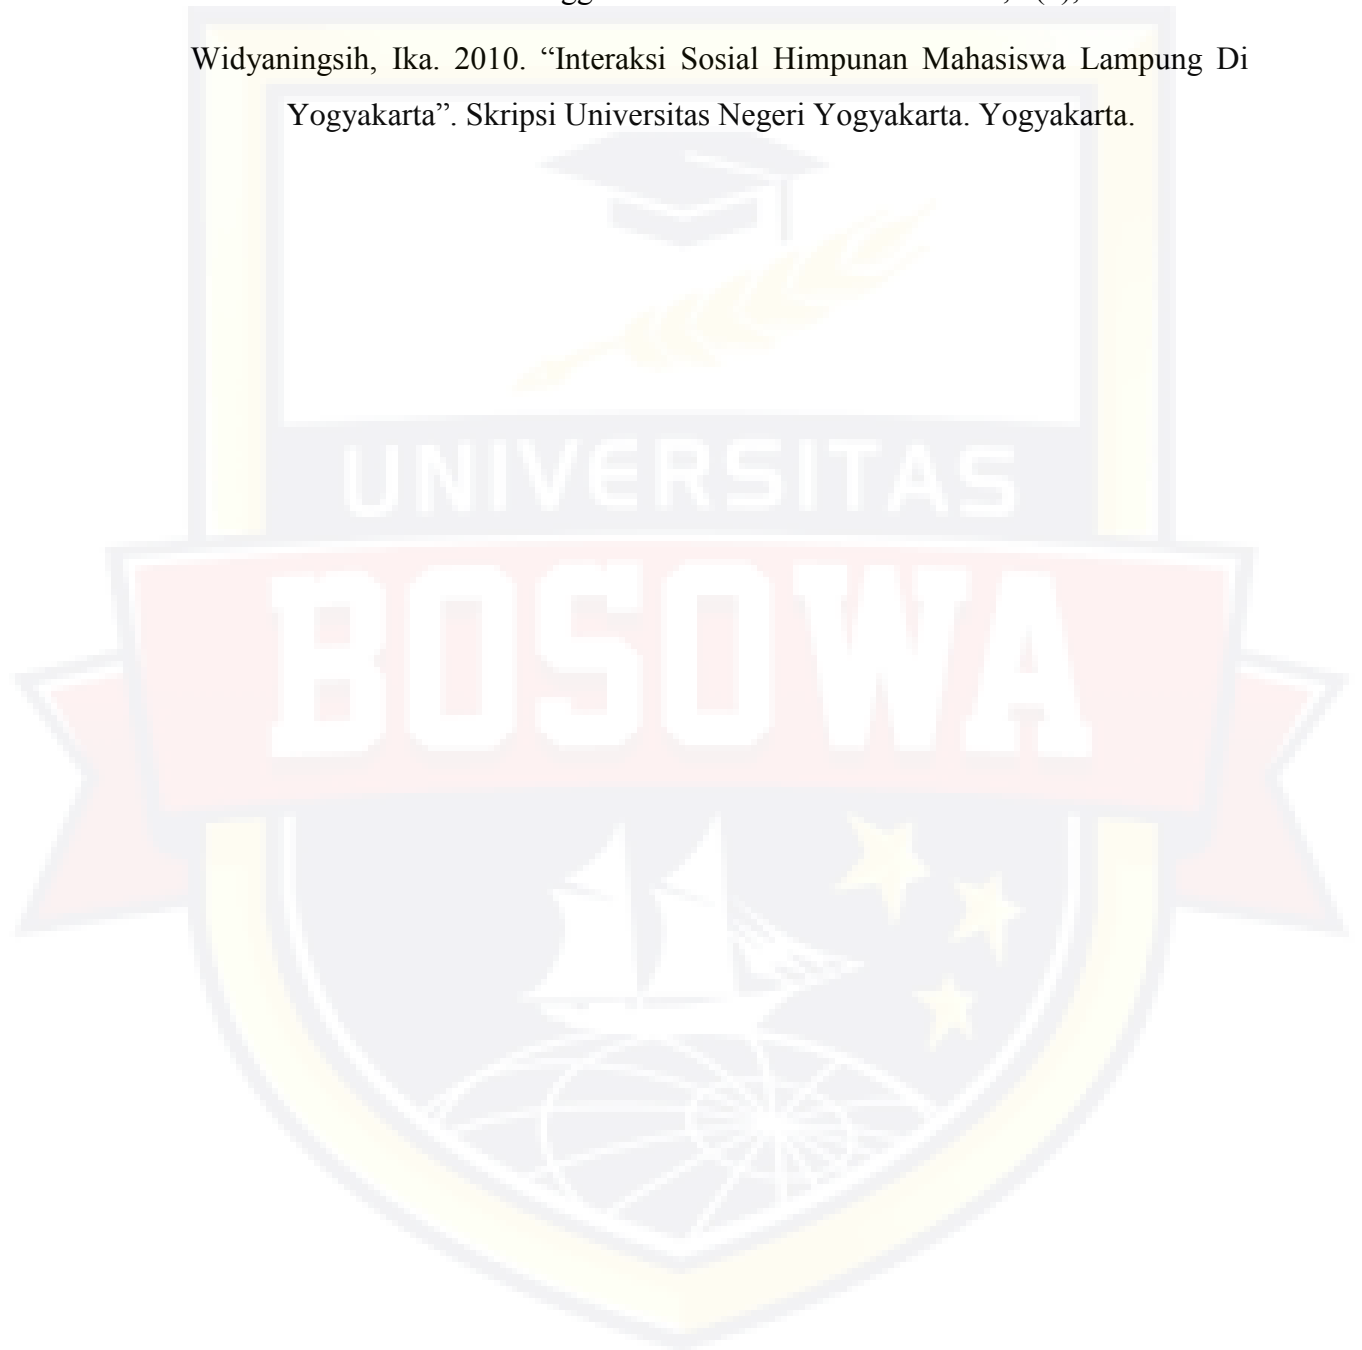 Widyaningsih, Ika. 2010. “Interaksi Sosial Himpunan Mahasiswa Lampung Di
Yogyakarta”. Skripsi Universitas Negeri Yogyakarta. Yogyakarta.
UNIVERSITAS
BOSOWA